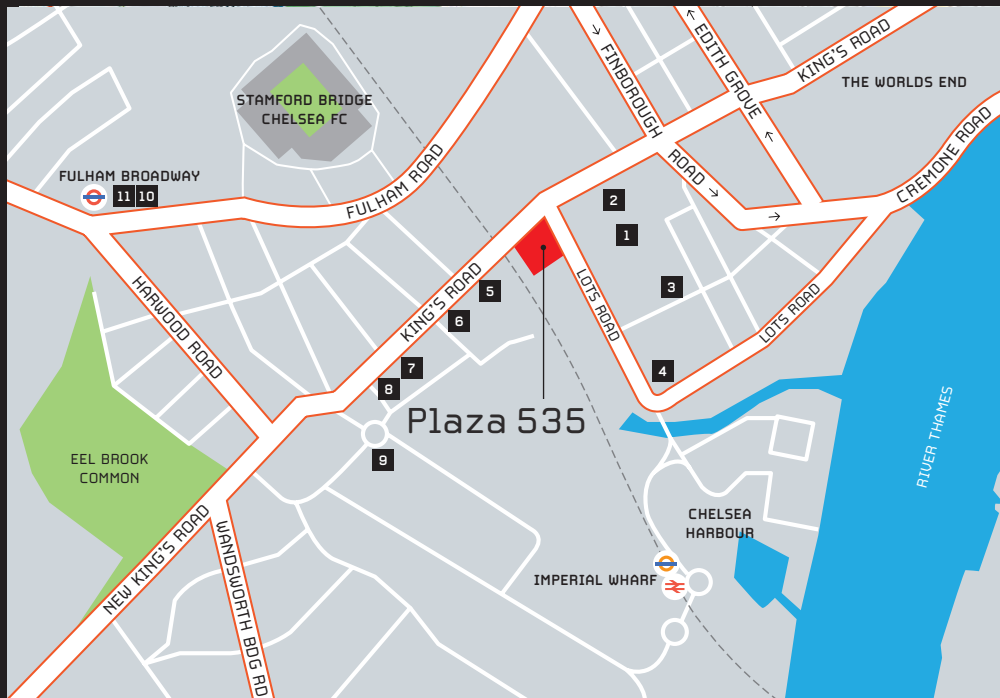 STAMFORD BRIDGE
CHELSEA FC
FINBOROUGH
ROAD
EDITH GROVE
KING'S ROAD
THE WORLDS END
CREMONE ROAD
FULHAM BROADWAY
11
10
FULHAM ROAD
2
1
3
4
5
6
7
8
9
HARWOOD ROAD
KING'S ROAD
LOTS ROAD
LOTS ROAD
Plaza 535
EEL BROOK
COMMON
NEW KING'S ROAD
WANDSWORTH BDG RD
RIVER THAMES
CHELSEA
HARBOUR
IMPERIAL WHARF